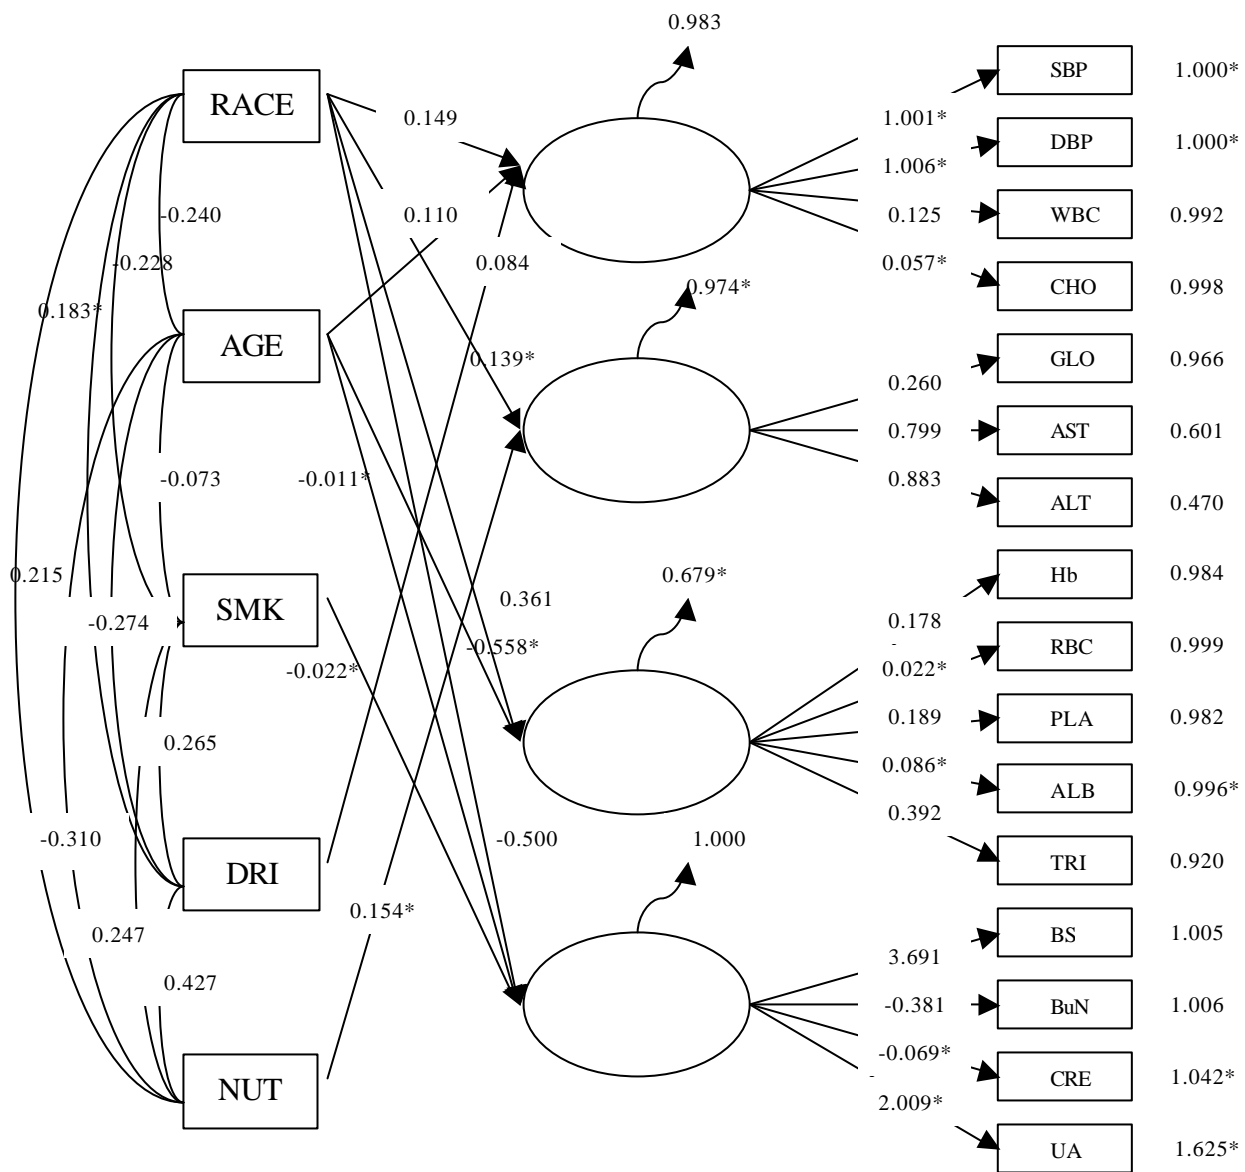 0.983
SBP 1.000*
RACE
0.149
1.001*
DBP 1.000*
1.006*
-0.240
0.110
0.125
WBC 0.992
-0.228
0.084
0.057*
CHO 0.998
0.183*
0.974*
AGE
0.139*
GLO 0.966
0.260
0.799
AST 0.601
-0.073
-0.011*
0.883
ALT 0.470
0.215
0.679*
Hb 0.984
SMK
0.361
-0.274
0.178
-0.558*
-
0.022*
RBC 0.999
-0.022*
0.189
PLA 0.982
0.265
0.086*
ALB 0.996*
0.392
-0.310
-0.500
1.000
TRI 0.920
DRI
0.154*
0.247
BS 1.005
3.691
0.427
-0.381
BuN 1.006
-0.069*
NUT
CRE 1.042*
-
2.009*
UA 1.625*